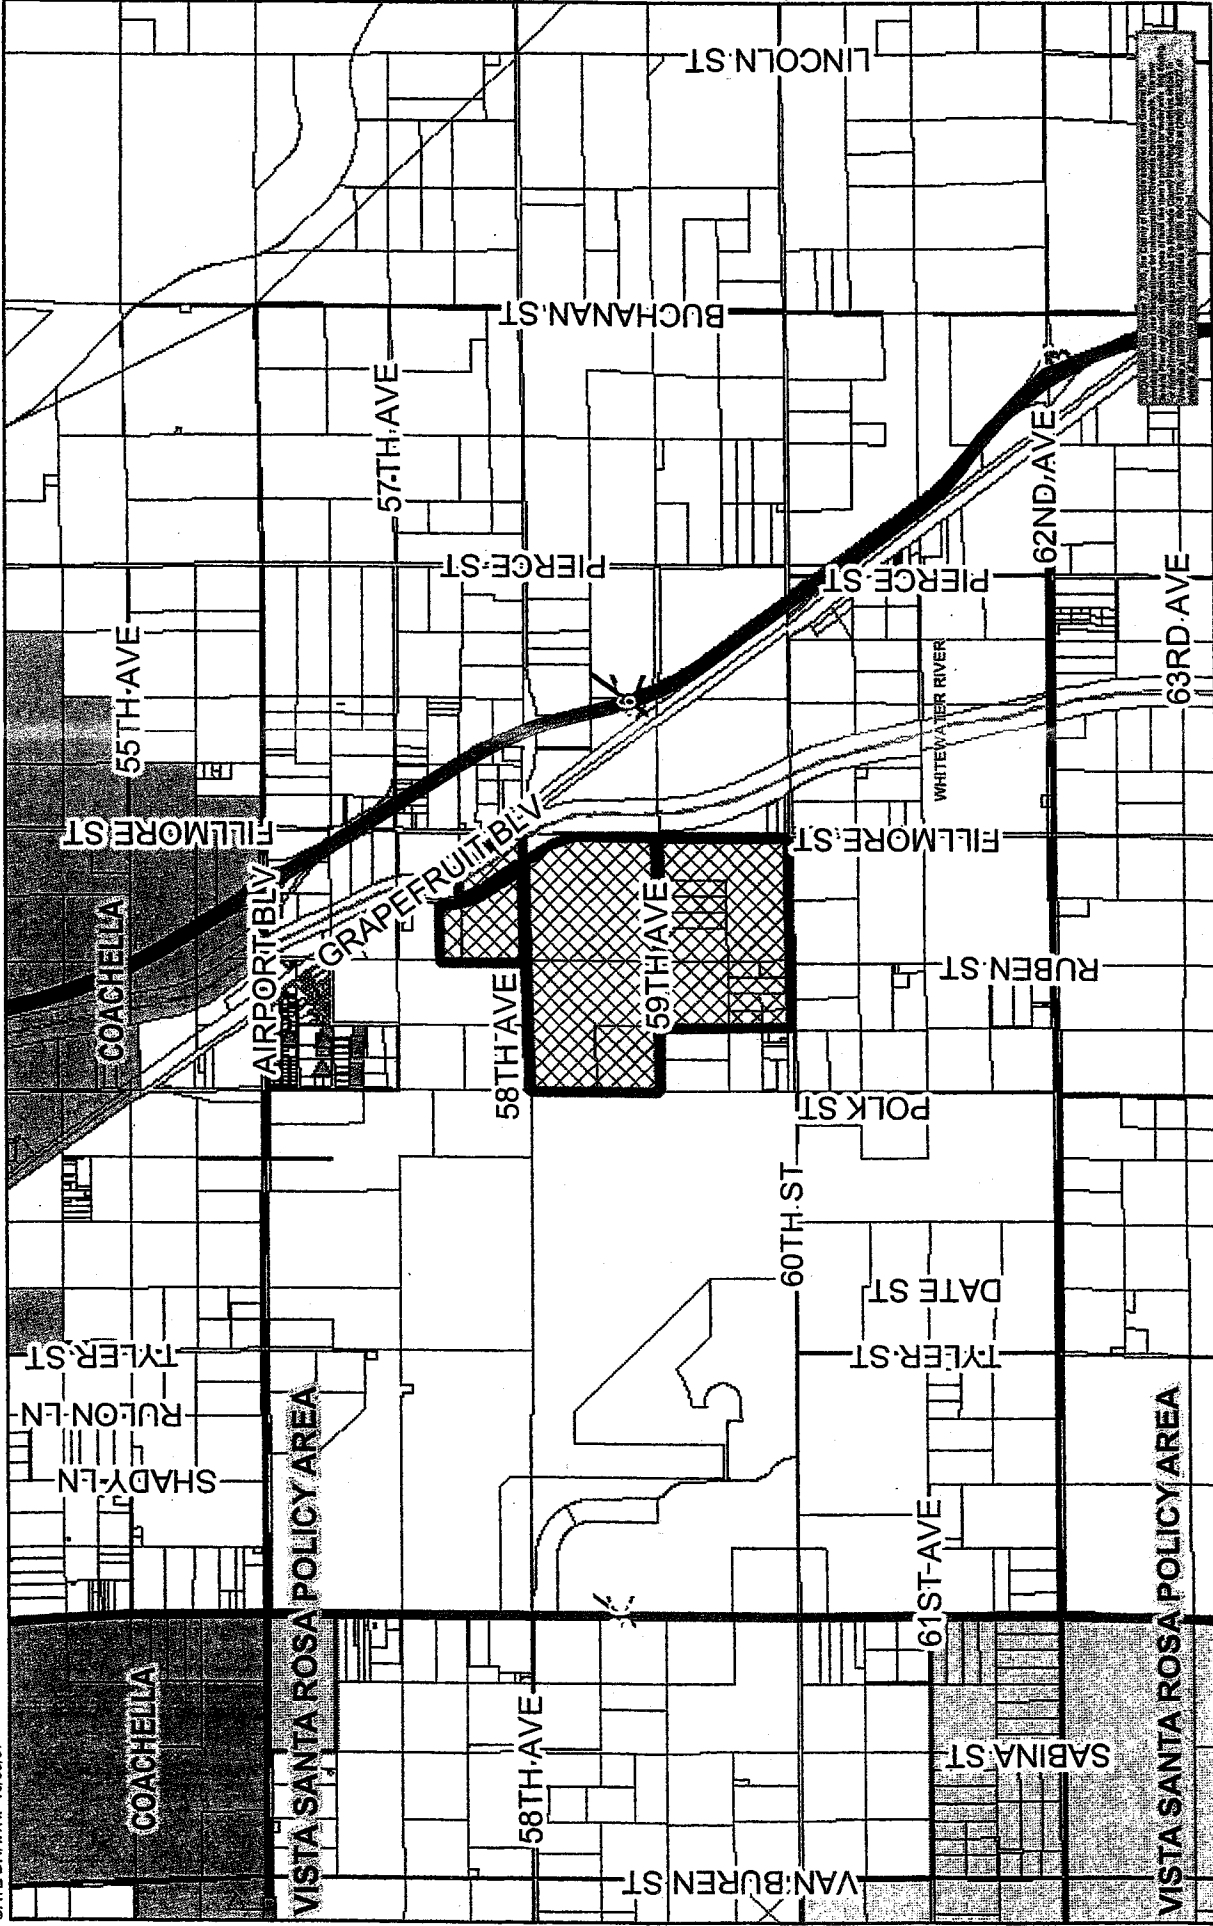 LINCOLN ST
BUCHANAN ST
57TH AVE
62ND AVE
PIERCE ST
PIERCE ST
63RD AVE
55TH AVE
WHITEWATER RIVER
FILLMORE ST
FILLMORE ST
GRAPEFRUIT BLV
AIRPORT BLV
COACHELLA
59TH AVE
RUBEN ST
58TH AVE
POLK ST
60TH ST
DATE ST
TYLER ST
TYLER ST
RULON LN
SHADY LN
VISTA SANTA ROSA POLICY AREA
VISTA SANTA ROSA POLICY AREA
61ST AVE
COACHELLA
58TH AVE
SABINA ST
VAN BUREN ST